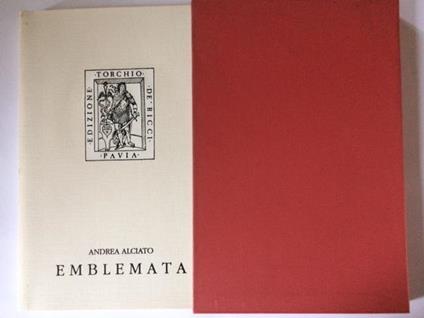 EDIZIONE · TORCHIO · DE · RICCI ·
· PAVIA ·
ANDREA ALCIATO
EMBLEMATA